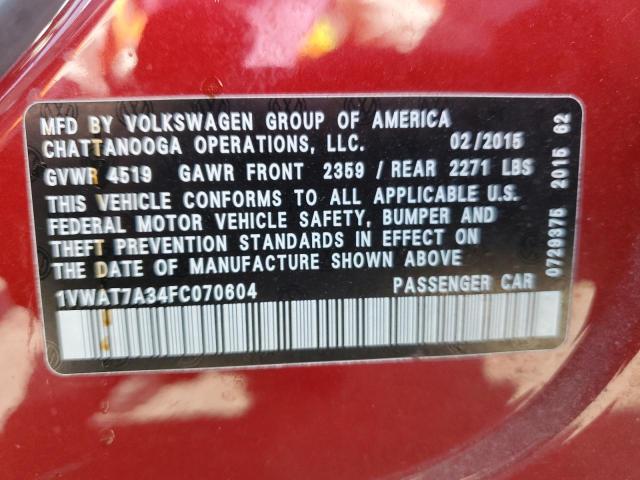 MFD BY VOLKSWAGEN GROUP OF AMERICA
CHATTANOOGA OPERATIONS, LLC. 02/2015
GVWR 4519 GAWR FRONT 2359 / REAR 2271 LBS
THIS VEHICLE CONFORMS TO ALL APPLICABLE U.S.
FEDERAL MOTOR VEHICLE SAFETY, BUMPER AND
THEFT PREVENTION STANDARDS IN EFFECT ON
THE DATE OF MANUFACTURE SHOWN ABOVE
1VWAT7A34FC070604 PASSENGER CAR
0729376 2015 62